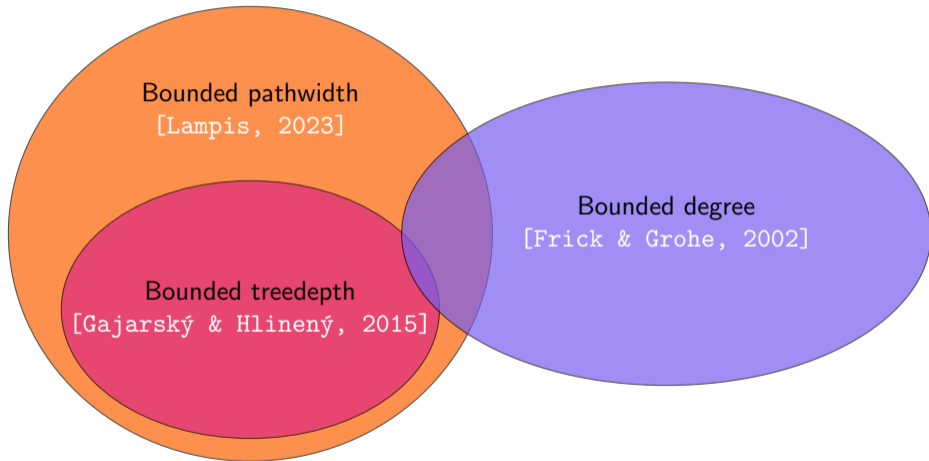 Bounded pathwidth
[Lampis, 2023]
Bounded degree
[Frick & Grohe, 2002]
Bounded treedepth
[Gajarský & Hlinený, 2015]